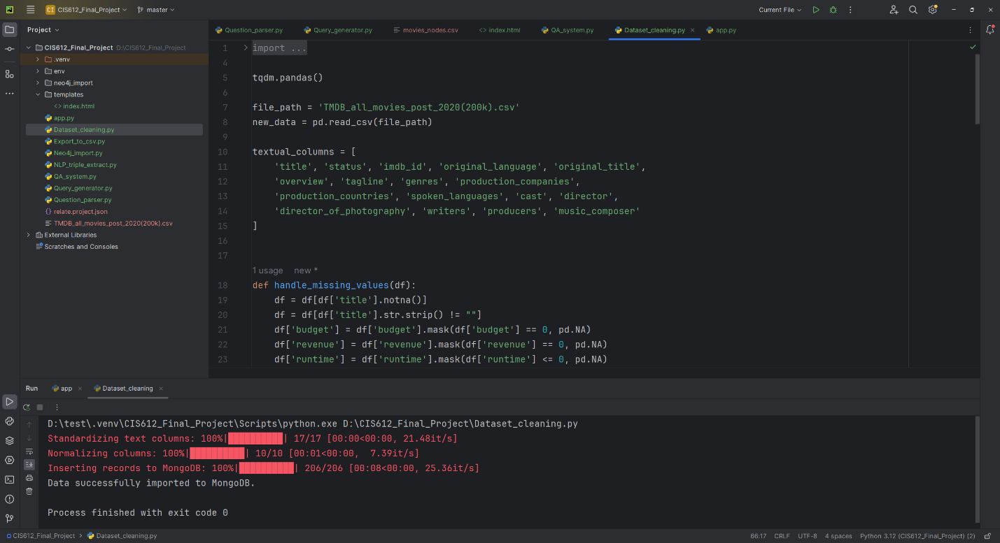 CIS612_Final_Project
master
Current File
Project
Question_parser.py
Query_generator.py
movies_nodes.csv
<> index.html
QA_system.py
Dataset_cleaning.py
app.py
CIS612_Final_Project D:\CIS612_Final_Project
.venv
env
neo4j_import
templates
<> index.html
app.py
Dataset_cleaning.py
Export_to_csv.py
Neo4j_import.py
NLP_triple_extract.py
QA_system.py
Query_generator.py
Question_parser.py
{} relate.project.json
TMDB_all_movies_post_2020(200k).csv
External Libraries
Scratches and Consoles
1 import ...
4
5 tqdm.pandas()
6
7 file_path = 'TMDB_all_movies_post_2020(200k).csv'
8 new_data = pd.read_csv(file_path)
9
10 textual_columns = [
11 'title', 'status', 'imdb_id', 'original_language', 'original_title',
12 'overview', 'tagline', 'genres', 'production_companies',
13 'production_countries', 'spoken_languages', 'cast', 'director',
14 'director_of_photography', 'writers', 'producers', 'music_composer'
15 ]
16
17
1 usage new *
18 def handle_missing_values(df):
19 df = df[df['title'].notna()]
20 df = df[df['title'].str.strip() != ""]
21 df['budget'] = df['budget'].mask(df['budget'] == 0, pd.NA)
22 df['revenue'] = df['revenue'].mask(df['revenue'] == 0, pd.NA)
23 df['runtime'] = df['runtime'].mask(df['runtime'] <= 0, pd.NA)
Run app Dataset_cleaning
D:\test\.venv\CIS612_Final_Project\Scripts\python.exe D:\CIS612_Final_Project\Dataset_cleaning.py
Standardizing text columns: 100%|██████████| 17/17 [00:00<00:00, 21.48it/s]
Normalizing columns: 100%|██████████| 10/10 [00:01<00:00,  7.39it/s]
Inserting records to MongoDB: 100%|██████████| 206/206 [00:08<00:00, 25.36it/s]
Data successfully imported to MongoDB.
Process finished with exit code 0
CIS612_Final_Project > Dataset_cleaning.py
66:17 CRLF UTF-8 4 spaces Python 3.12 (CIS612_Final_Project) (2)